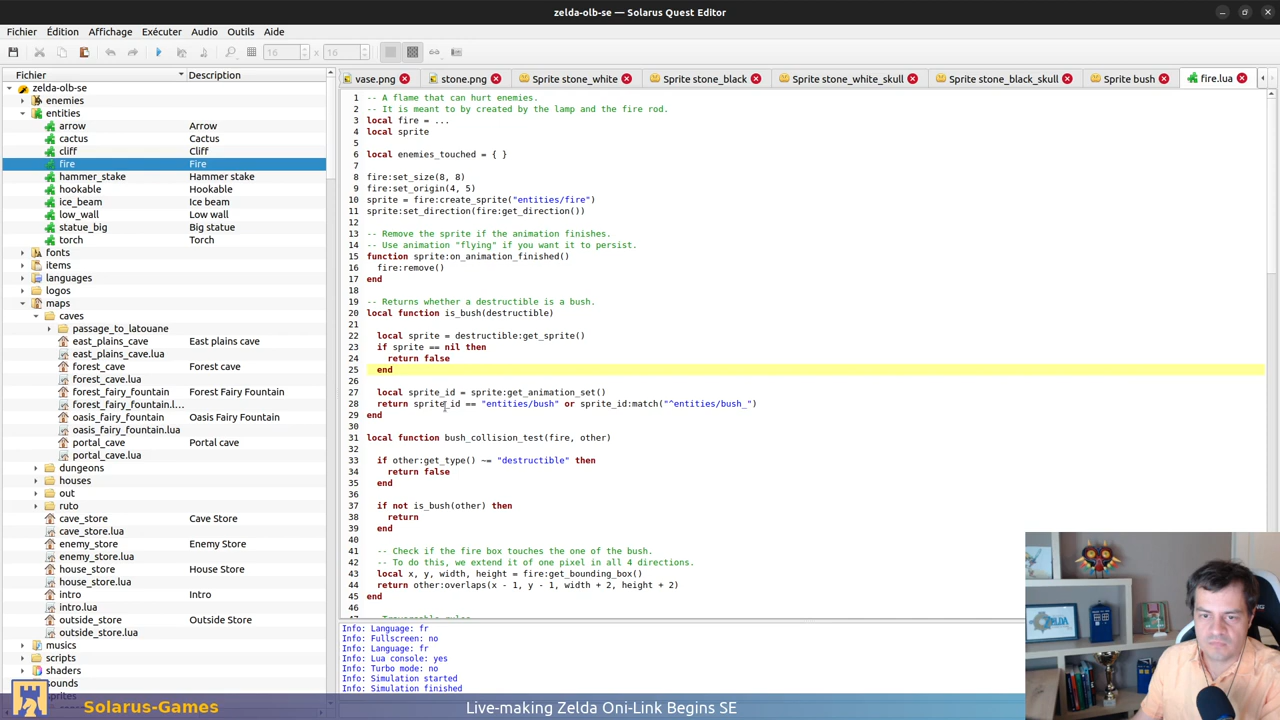 zelda-olb-se — Solarus Quest Editor
Fichier Édition Affichage Exécuter Audio Outils Aide
16 x 16
Fichier Description
vase.png stone.png Sprite stone_white Sprite stone_black Sprite stone_white_skull Sprite stone_black_skull Sprite bush fire.lua
zelda-olb-se
enemies
entities
arrow Arrow
cactus Cactus
cliff Cliff
fire Fire
hammer_stake Hammer stake
hookable Hookable
ice_beam Ice beam
low_wall Low wall
statue_big Big statue
torch Torch
fonts
items
languages
logos
maps
caves
passage_to_latouane
east_plains_cave East plains cave
east_plains_cave.lua
forest_cave Forest cave
forest_cave.lua
forest_fairy_fountain Forest Fairy Fountain
forest_fairy_fountain.l...
oasis_fairy_fountain Oasis Fairy Fountain
oasis_fairy_fountain.lua
portal_cave Portal cave
portal_cave.lua
dungeons
houses
out
ruto
cave_store Cave Store
cave_store.lua
enemy_store Enemy Store
enemy_store.lua
house_store House Store
house_store.lua
intro Intro
intro.lua
outside_store Outside Store
outside_store.lua
musics
scripts
shaders
sounds
1 -- A flame that can hurt enemies.
2 -- It is meant to by created by the lamp and the fire rod.
3 local fire = ...
4 local sprite
5
6 local enemies_touched = { }
7
8 fire:set_size(8, 8)
9 fire:set_origin(4, 5)
10 sprite = fire:create_sprite("entities/fire")
11 sprite:set_direction(fire:get_direction())
12
13 -- Remove the sprite if the animation finishes.
14 -- Use animation "flying" if you want it to persist.
15 function sprite:on_animation_finished()
16 fire:remove()
17 end
18
19 -- Returns whether a destructible is a bush.
20 local function is_bush(destructible)
21
22 local sprite = destructible:get_sprite()
23 if sprite == nil then
24 return false
25 end
26
27 local sprite_id = sprite:get_animation_set()
28 return sprite_id == "entities/bush" or sprite_id:match("^entities/bush_")
29 end
30
31 local function bush_collision_test(fire, other)
32
33 if other:get_type() ~= "destructible" then
34 return false
35 end
36
37 if not is_bush(other) then
38 return
39 end
40
41 -- Check if the fire box touches the one of the bush.
42 -- To do this, we extend it of one pixel in all 4 directions.
43 local x, y, width, height = fire:get_bounding_box()
44 return other:overlaps(x - 1, y - 1, width + 2, height + 2)
45 end
46
Info: Language: fr
Info: Fullscreen: no
Info: Language: fr
Info: Lua console: yes
Info: Turbo mode: no
Info: Simulation started
Info: Simulation finished
Solarus-Games Live-making Zelda Oni-Link Begins SE